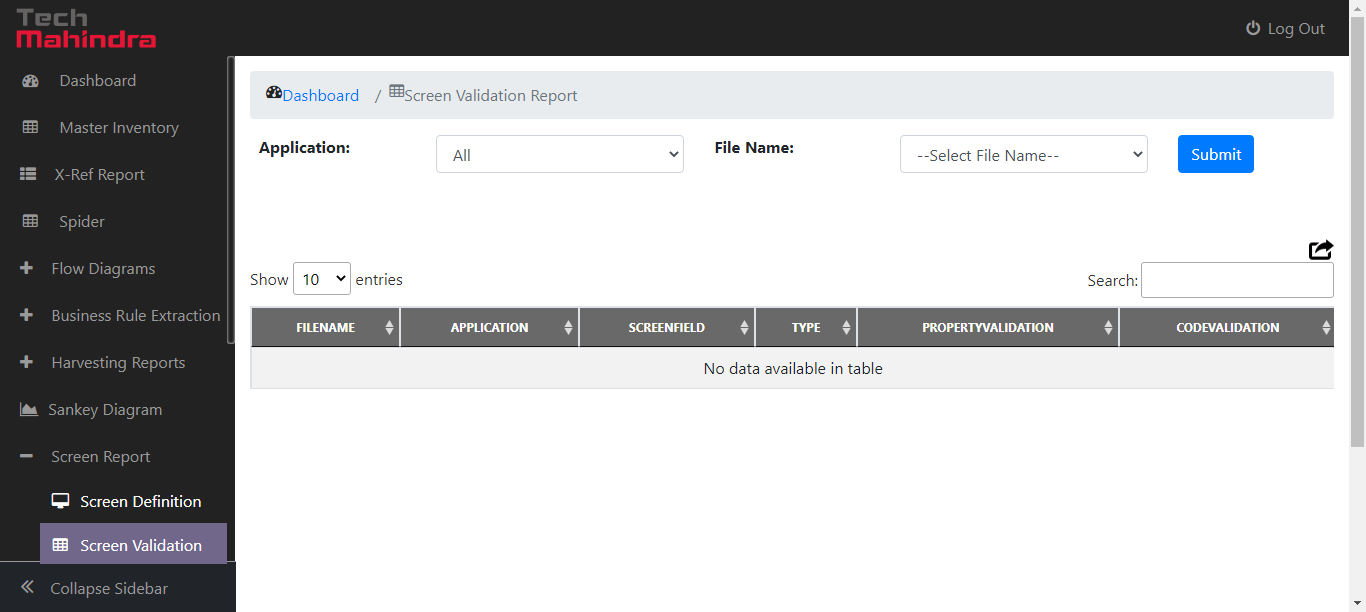 Tech
Mahindra
Log Out
Dashboard
Master Inventory
X-Ref Report
Spider
Flow Diagrams
Business Rule Extraction
Harvesting Reports
Sankey Diagram
Screen Report
Screen Definition
Screen Validation
Collapse Sidebar
Dashboard / Screen Validation Report
Application: All File Name: --Select File Name-- Submit
Show 10 entries Search:
FILENAME APPLICATION SCREENFIELD TYPE PROPERTYVALIDATION CODEVALIDATION
No data available in table